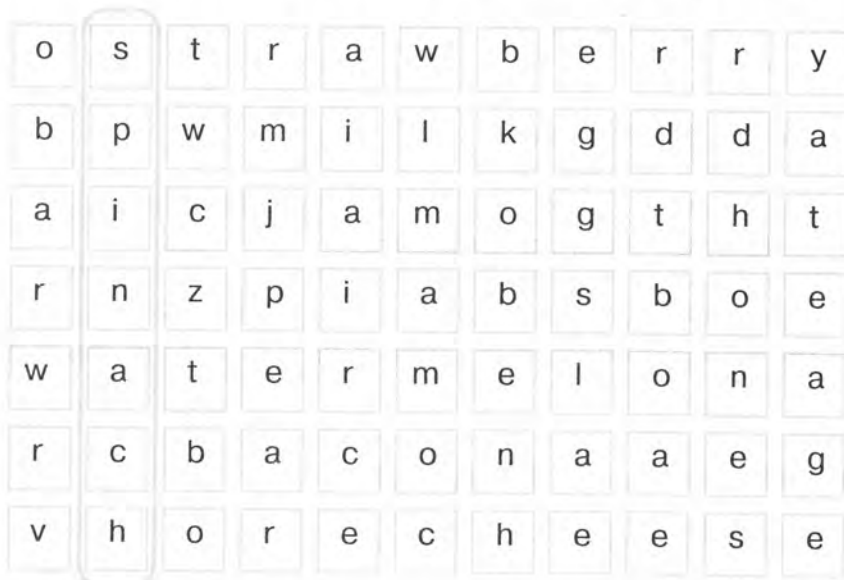 o s t r a w b e r r y
b p w m i l k g d d a
a i c j a m o g t h t
r n z p i a b s b o e
w a t e r m e l o n a
r c b a c o n a a e g
v h o r e c h e e s e